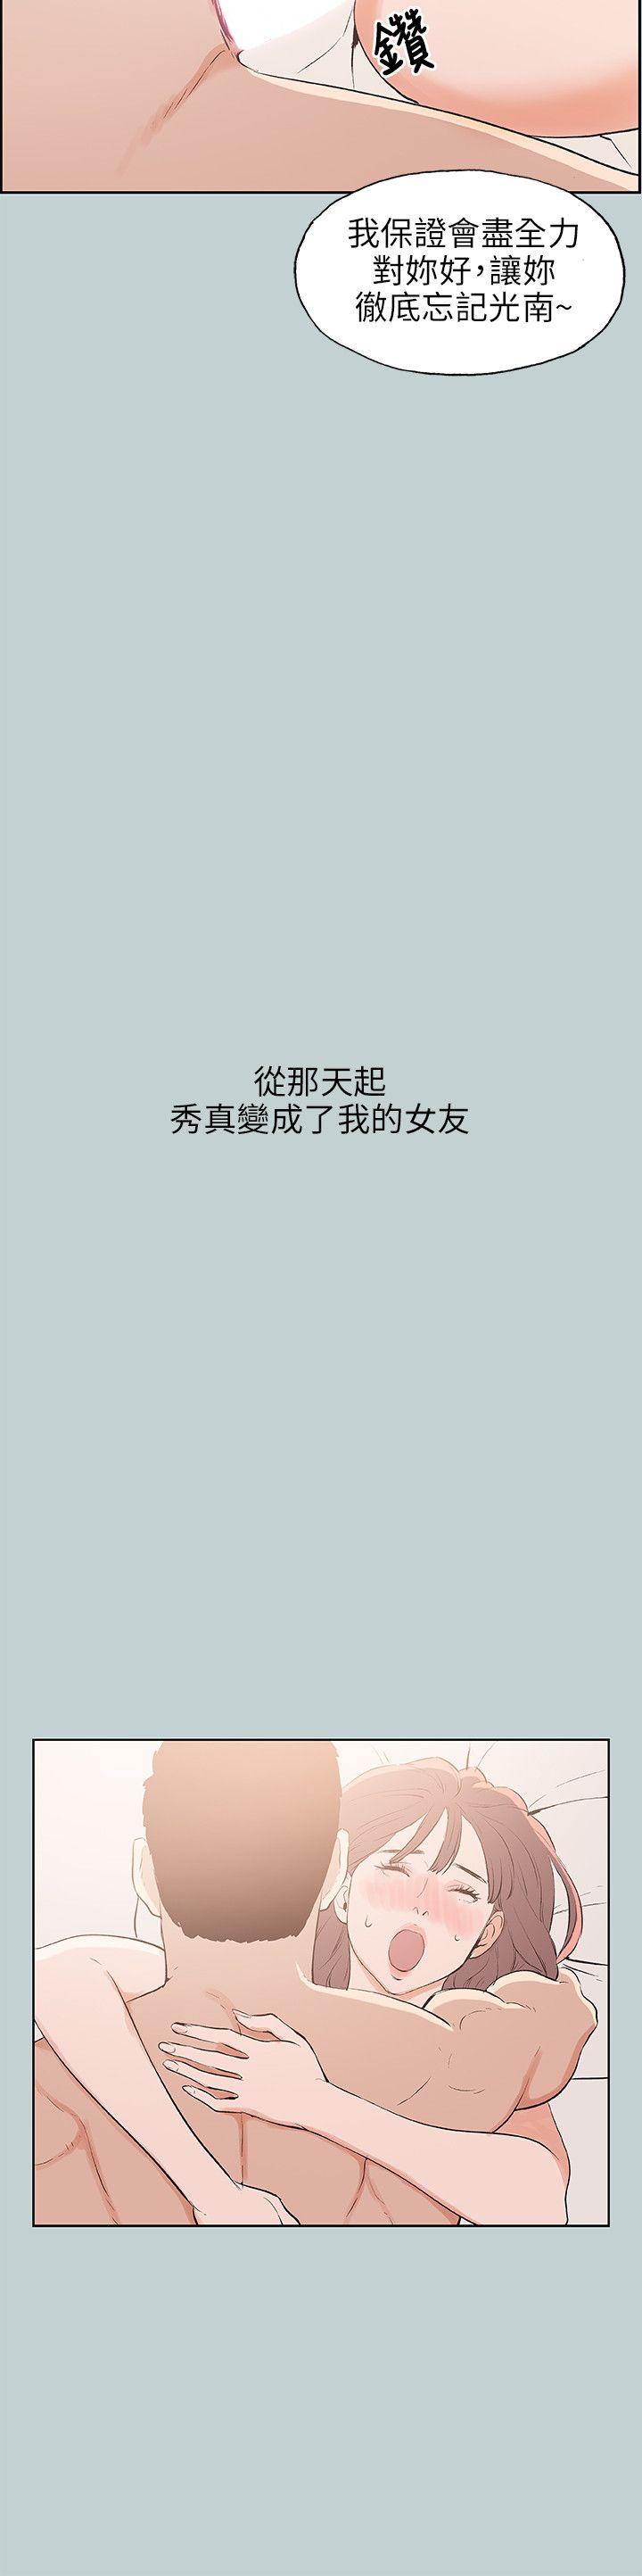 鑽
我保證會盡全力
對妳好,讓妳
徹底忘記光南~
從那天起
秀真變成了我的女友